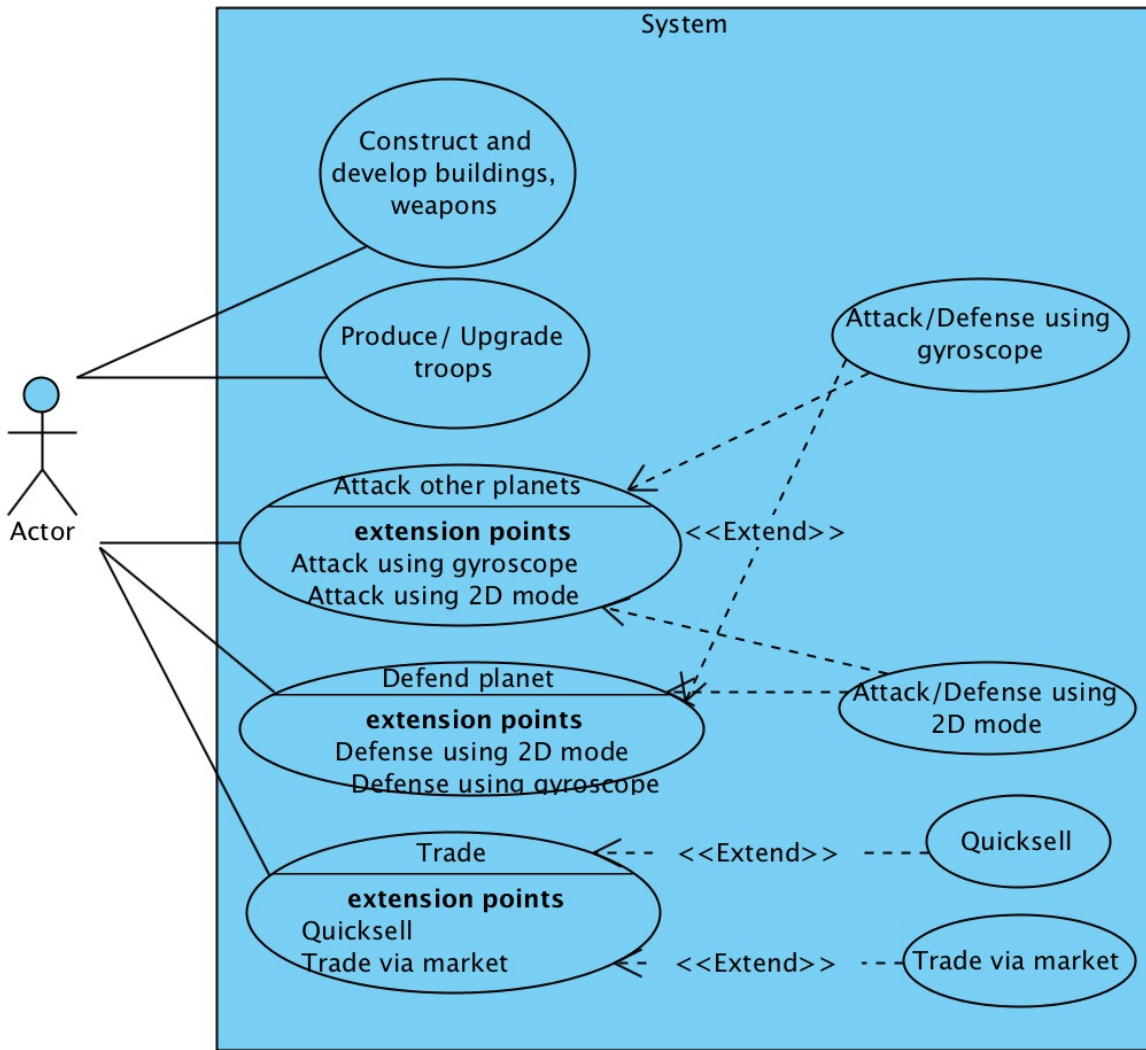 System
Construct and
develop buildings,
weapons
Produce/ Upgrade
troops
Attack/Defense using
gyroscope
Actor
Attack other planets
extension points
Attack using gyroscope
Attack using 2D mode
<<Extend>>
Defend planet
extension points
Defense using 2D mode
Defense using gyroscope
Attack/Defense using
2D mode
Trade
extension points
Quicksell
Trade via market
<<Extend>>
Quicksell
<<Extend>>
Trade via market